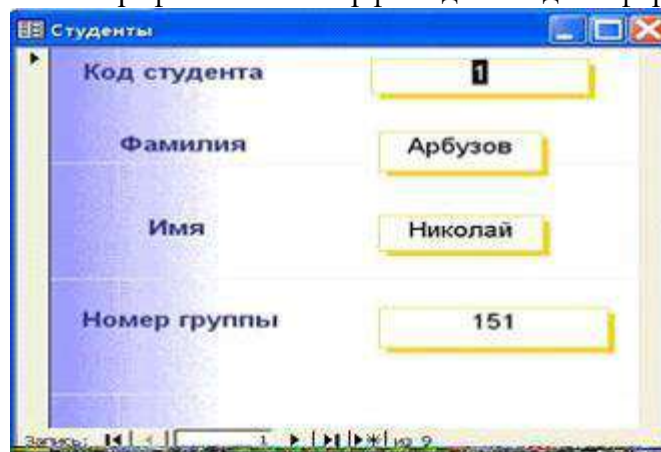 Студенты
Код студента 1
Фамилия Арбузов
Имя Николай
Номер группы 151
Запись: 1 из 9